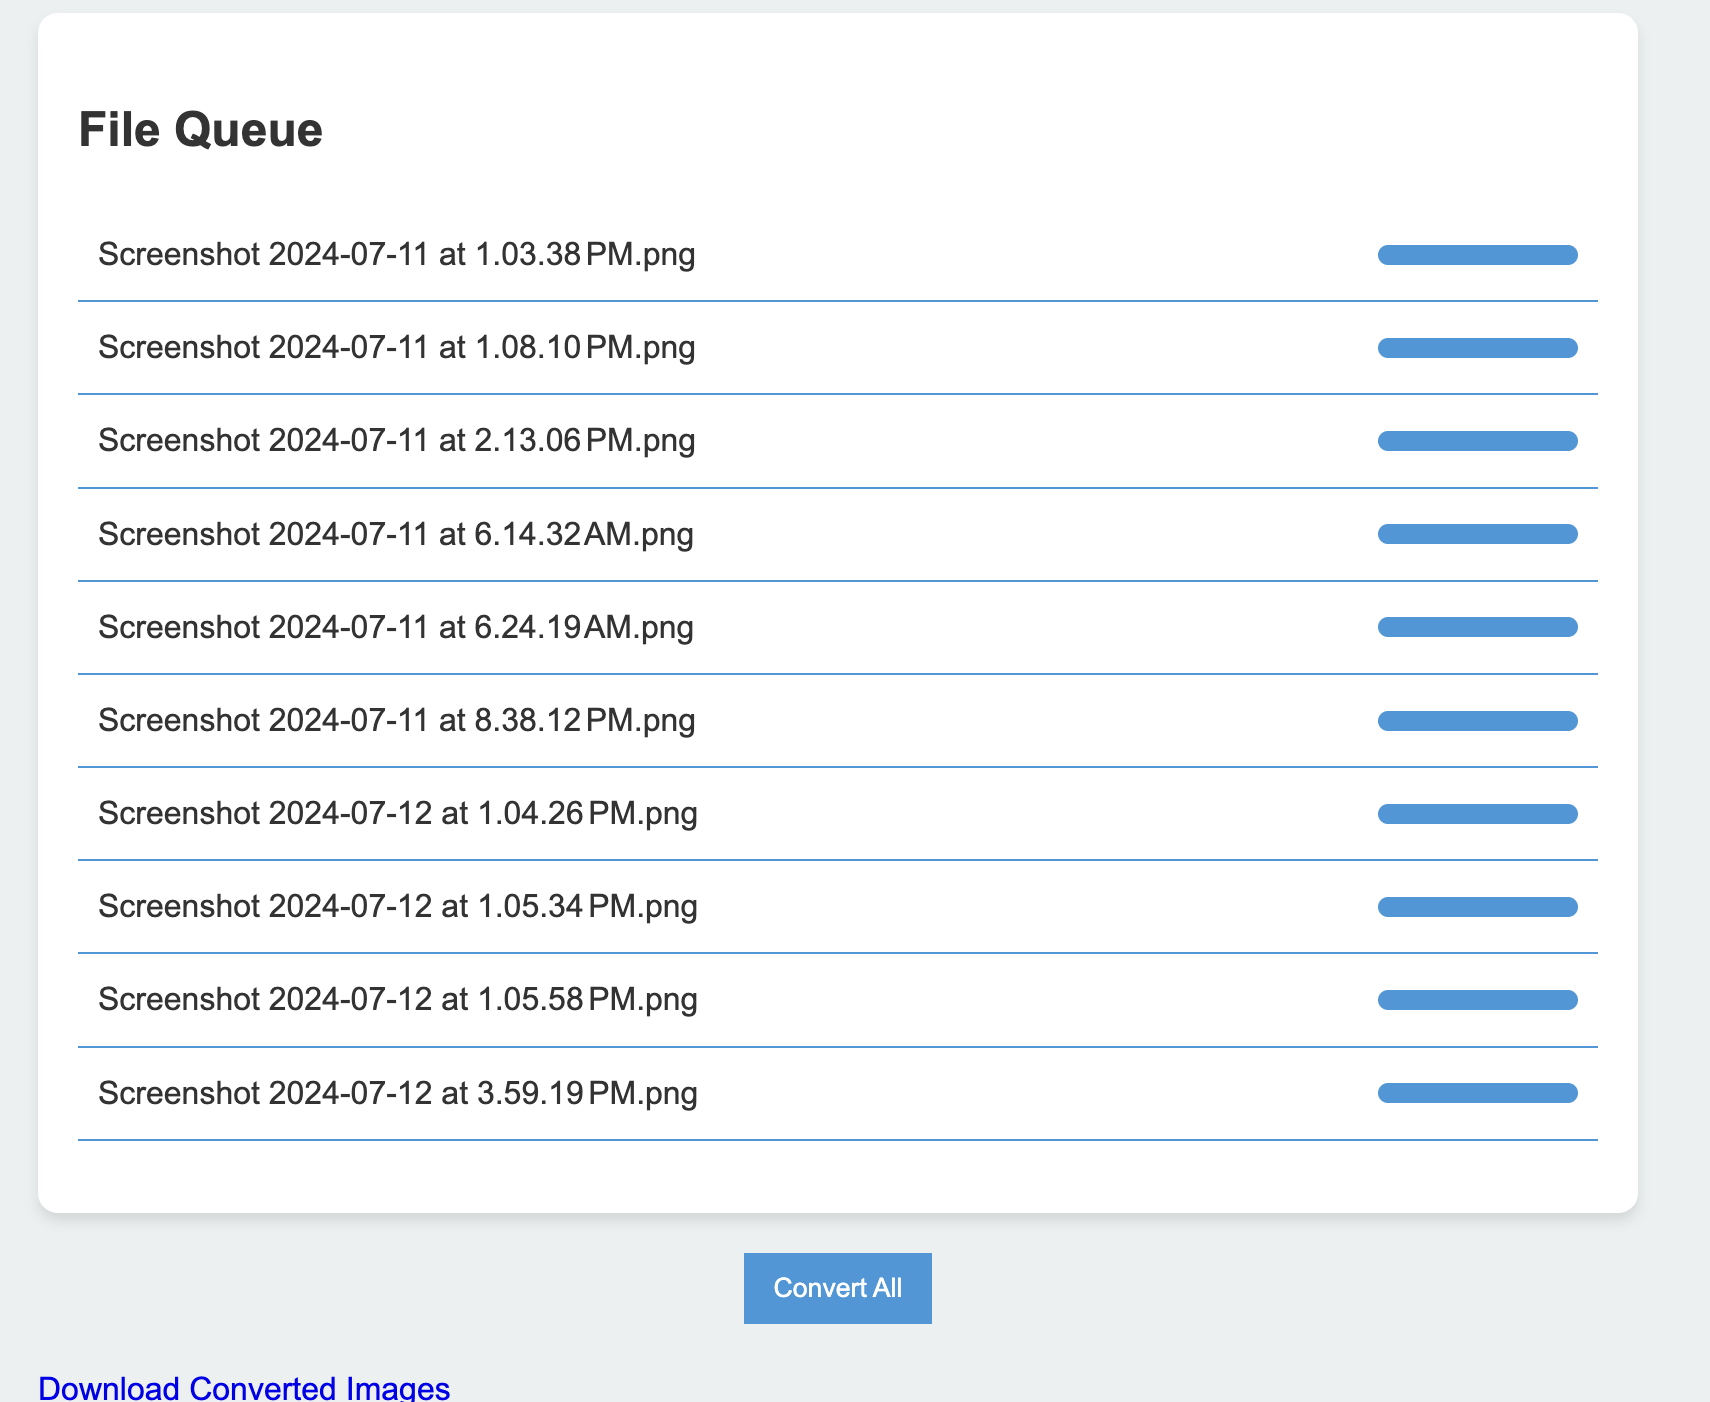 File Queue
Screenshot 2024-07-11 at 1.03.38 PM.png
Screenshot 2024-07-11 at 1.08.10 PM.png
Screenshot 2024-07-11 at 2.13.06 PM.png
Screenshot 2024-07-11 at 6.14.32 AM.png
Screenshot 2024-07-11 at 6.24.19 AM.png
Screenshot 2024-07-11 at 8.38.12 PM.png
Screenshot 2024-07-12 at 1.04.26 PM.png
Screenshot 2024-07-12 at 1.05.34 PM.png
Screenshot 2024-07-12 at 1.05.58 PM.png
Screenshot 2024-07-12 at 3.59.19 PM.png
Convert All
Download Converted Images